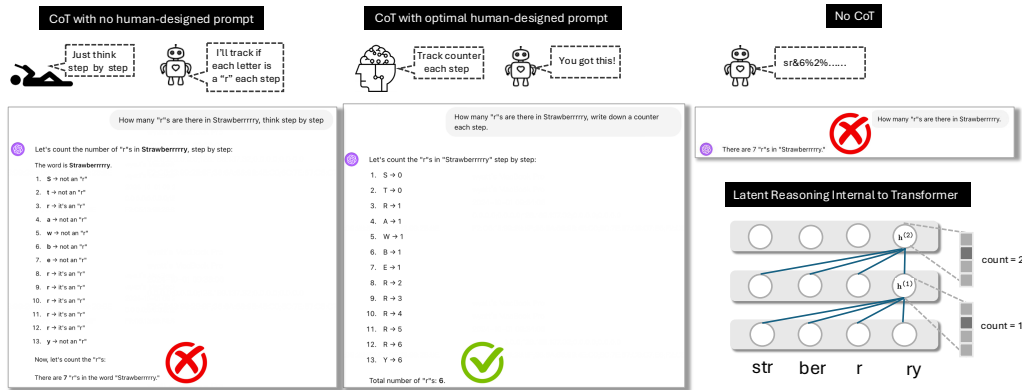 CoT with no human-designed prompt
Just think
step by step
I'll track if
each letter is
a "r" each step
How many "r"s are there in Strawberrrrry, think step by step
Let's count the number of "r"s in Strawberrrrry, step by step:
The word is Strawberrrrry.
1. S → not an "r"
2. t → not an "r"
3. r → it's an "r"
4. a → not an "r"
5. w → not an "r"
6. b → not an "r"
7. e → not an "r"
8. r → it's an "r"
9. r → it's an "r"
10. r → it's an "r"
11. r → it's an "r"
12. r → it's an "r"
13. y → not an "r"
Now, let's count the "r"s:
There are 7 "r"s in the word "Strawberrrrry."
CoT with optimal human-designed prompt
Track counter
each step
You got this!
How many "r"s are there in Strawberrrrry, write down a counter
each step.
Let's count the "r"s in "Strawberrrrry" step by step:
1. S → 0
2. T → 0
3. R → 1
4. A → 1
5. W → 1
6. B → 1
7. E → 1
8. R → 2
9. R → 3
10. R → 4
11. R → 5
12. R → 6
13. Y → 6
Total number of "r"s: 6.
No CoT
sr&6%2%......
How many "r"s are there in Strawberrrrry.
There are 7 "r"s in "Strawberrrrry."
Latent Reasoning Internal to Transformer
h(2)
count = 2
h(1)
count = 1
str ber r ry